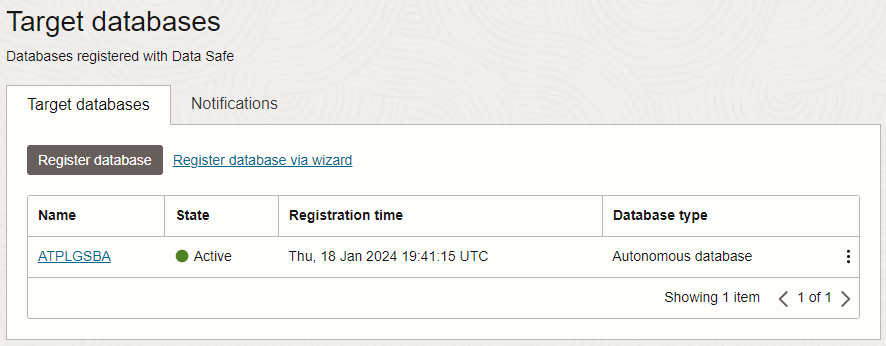 Target databases
Databases registered with Data Safe
Target databases Notifications
Register database Register database via wizard
Name State Registration time Database type
ATPLGSBA Active Thu, 18 Jan 2024 19:41:15 UTC Autonomous database
Showing 1 item 1 of 1